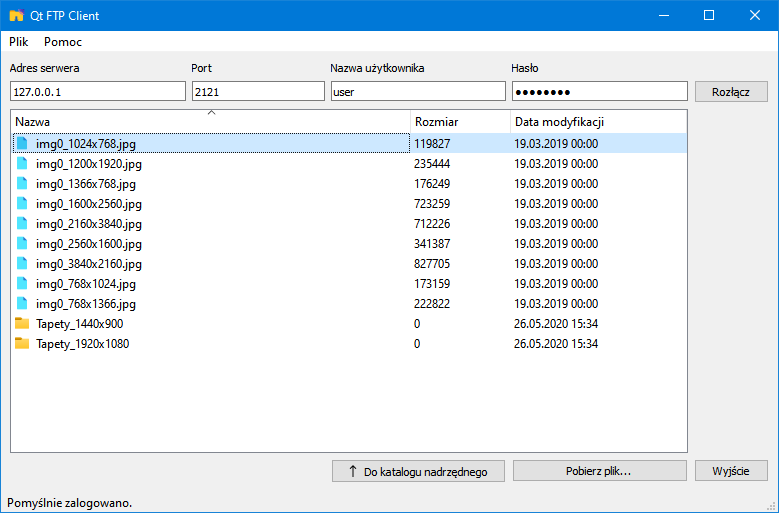 Qt FTP Client
Plik Pomoc
Adres serwera Port Nazwa użytkownika Hasło
127.0.0.1 2121 user ●●●●●●●● Rozłącz
Nazwa Rozmiar Data modyfikacji
img0_1024x768.jpg 119827 19.03.2019 00:00
img0_1200x1920.jpg 235444 19.03.2019 00:00
img0_1366x768.jpg 176249 19.03.2019 00:00
img0_1600x2560.jpg 723259 19.03.2019 00:00
img0_2160x3840.jpg 712226 19.03.2019 00:00
img0_2560x1600.jpg 341387 19.03.2019 00:00
img0_3840x2160.jpg 827705 19.03.2019 00:00
img0_768x1024.jpg 173159 19.03.2019 00:00
img0_768x1366.jpg 222822 19.03.2019 00:00
Tapety_1440x900 0 26.05.2020 15:34
Tapety_1920x1080 0 26.05.2020 15:34
↑ Do katalogu nadrzędnego Pobierz plik... Wyjście
Pomyślnie zalogowano.